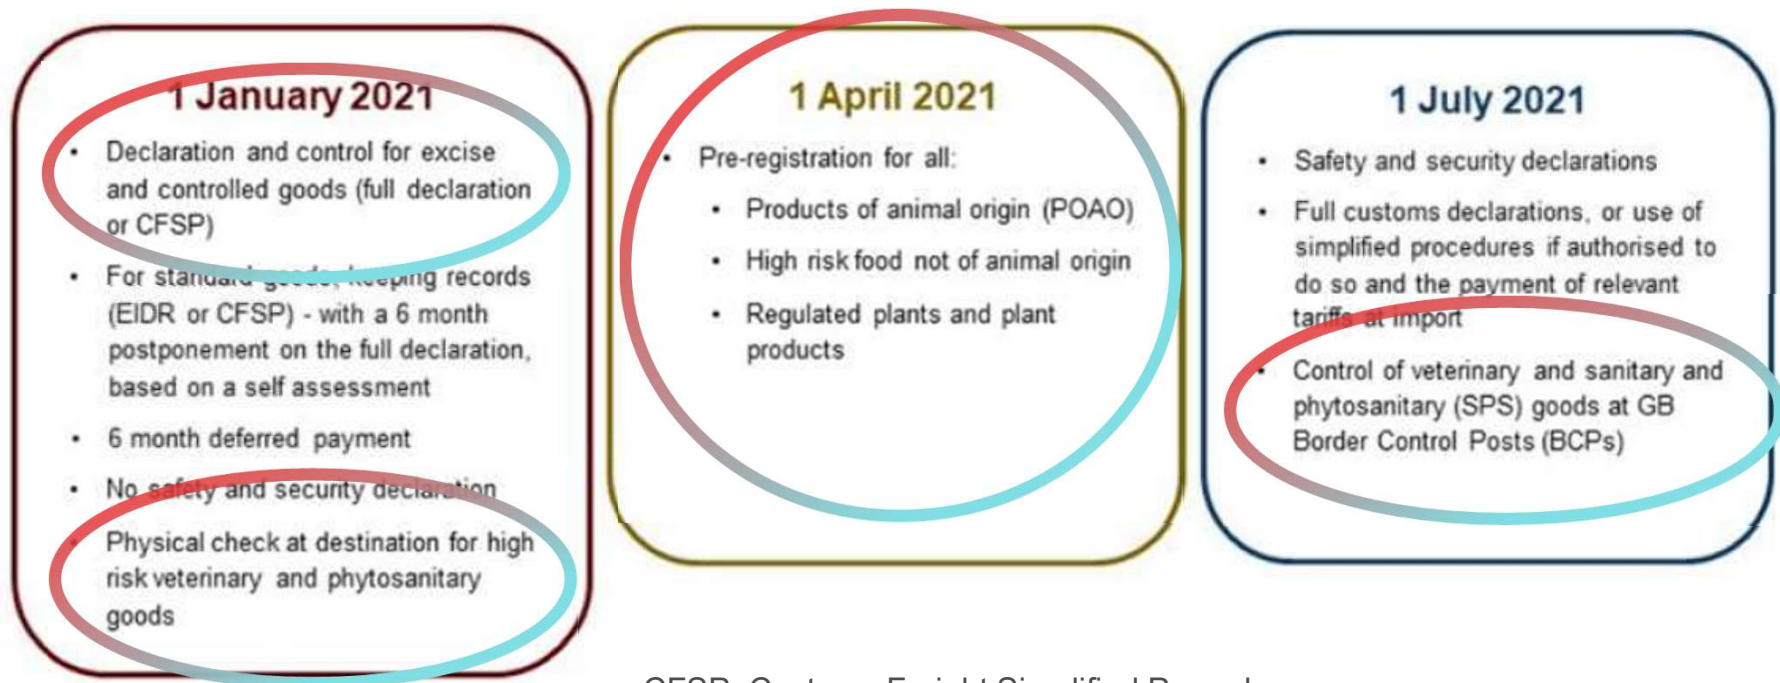 1 January 2021
• Declaration and control for excise
and controlled goods (full declaration
or CFSP)
• For standard goods, keeping records
(EIDR or CFSP) - with a 6 month
postponement on the full declaration,
based on a self assessment
• 6 month deferred payment
• No safety and security declaration
• Physical check at destination for high
risk veterinary and phytosanitary
goods
1 April 2021
• Pre-registration for all:
• Products of animal origin (POAO)
• High risk food not of animal origin
• Regulated plants and plant
products
1 July 2021
• Safety and security declarations
• Full customs declarations, or use of
simplified procedures if authorised to
do so and the payment of relevant
tariffs at import
• Control of veterinary and sanitary and
phytosanitary (SPS) goods at GB
Border Control Posts (BCPs)
CFSP: Customs Freight Simplified